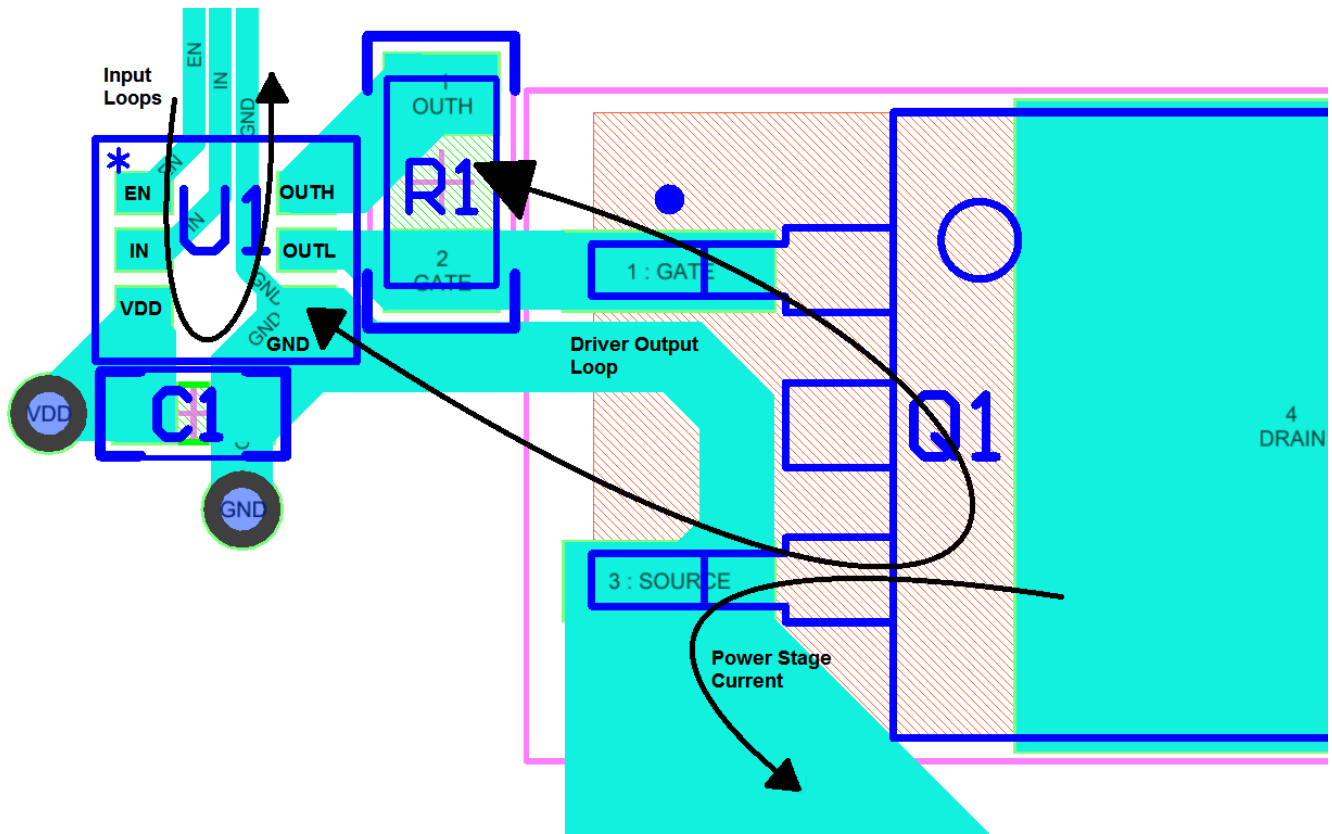 EN
IN
GND
Input
Loops
1
OUTH
*
EN
EN
IN
IN
U1
OUTH
OUTL
R1
2
GATE
1 : GATE
VDD
GND
GND
GND
Driver Output
Loop
VDD
C1
GND
Q1
4
DRAIN
3 : SOURCE
Power Stage
Current